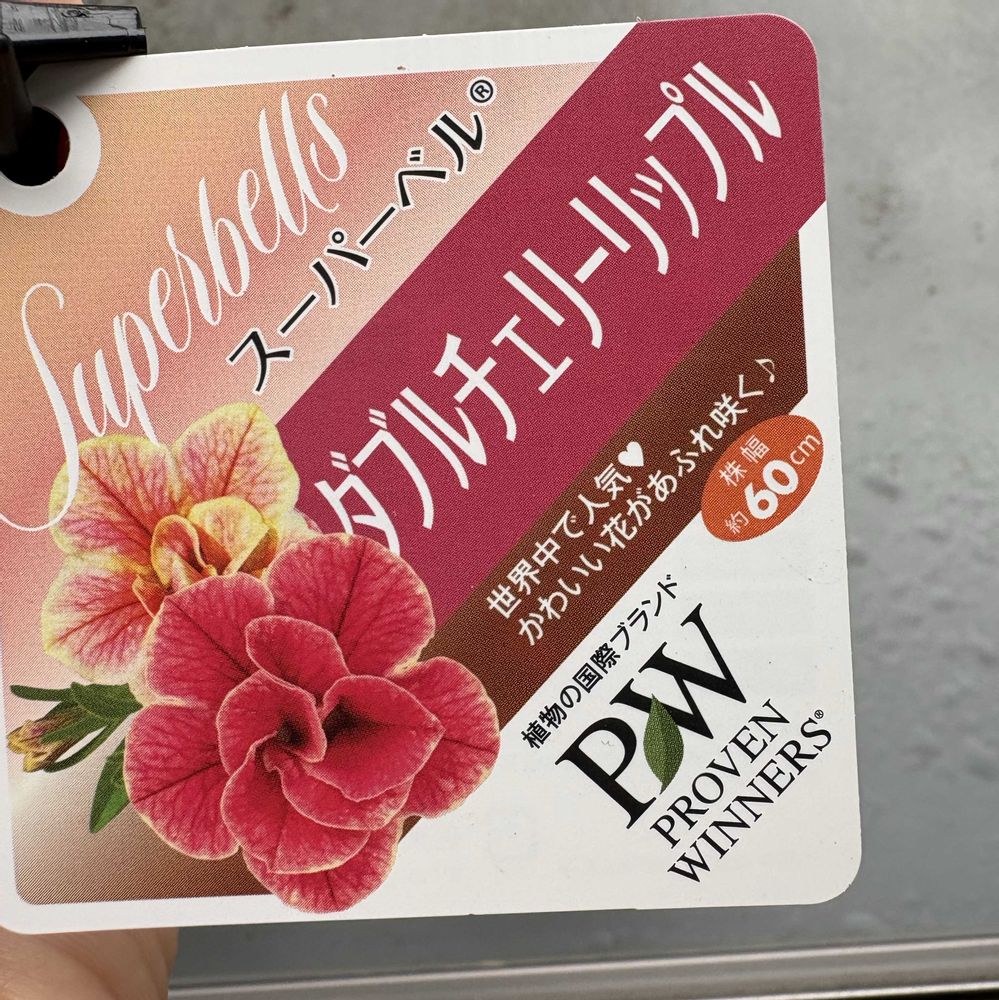 Superbells
スーパーベル®
ダブルチェリーリップル
世界中で人気♥
かわいい花があふれ咲く♪
株幅
約60cm
植物の国際ブランド
PW
PROVEN
WINNERS®